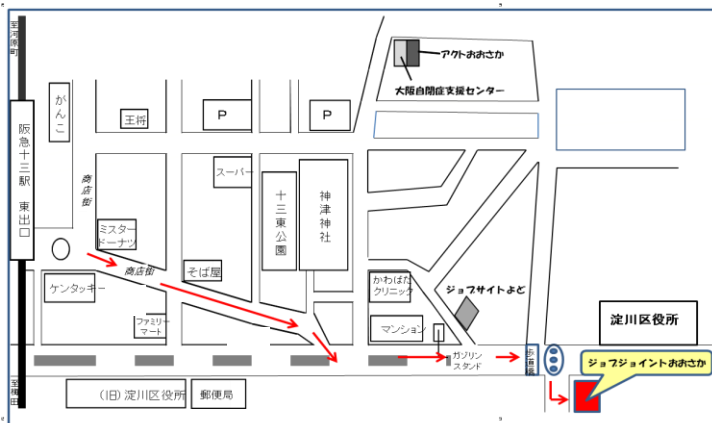 至河原町
阪急十三駅 東出口
至梅田
がんこ
王将
P
P
アクトおおさか
大阪自閉症支援センター
商店街
スーパー
十三東公園
神津神社
ミスター
ドーナツ
商店街
そば屋
ケンタッキー
ファミリー
マート
かわばた
クリニック
マンション
ジョブサイトよど
ガソリン
スタンド
歩道橋
淀川区役所
ジョブジョイントおおさか
(旧) 淀川区役所
郵便局